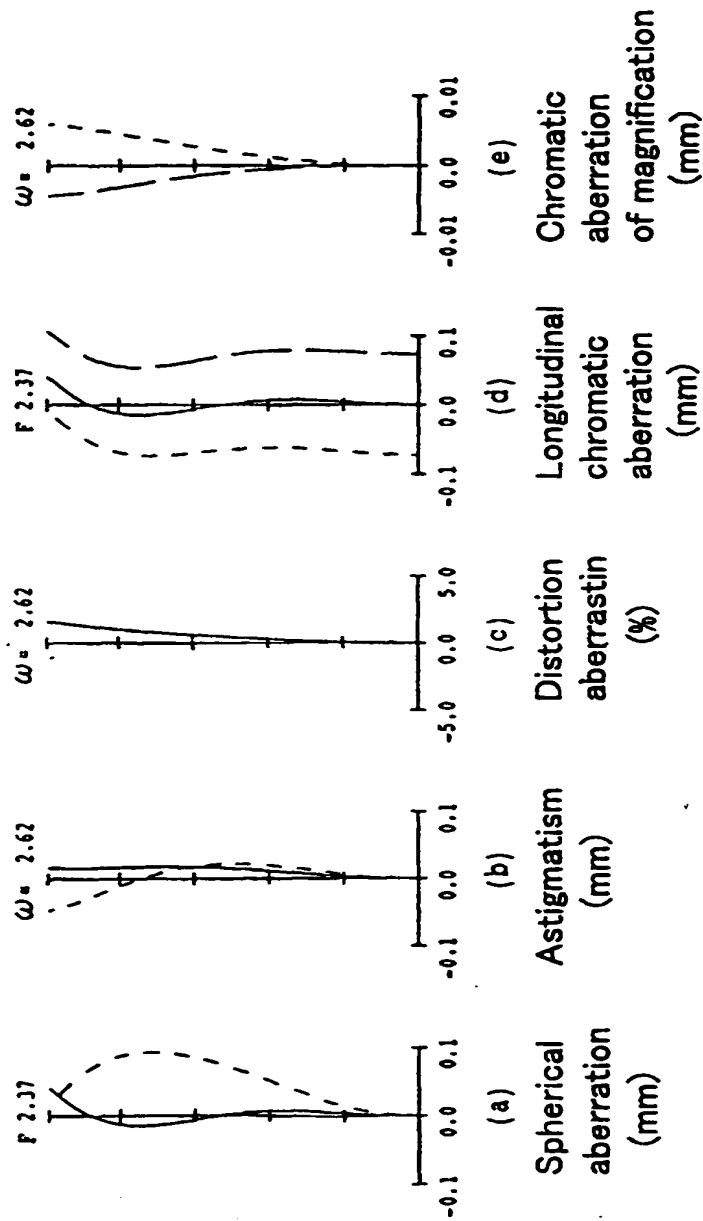 F 2.37
-0.1 0.0 0.1
(a)
Spherical
aberration
(mm)
ω= 2.62
-0.1 0.0 0.1
(b)
Astigmatism
(mm)
ω= 2.62
-5.0 0.0 5.0
(c)
Distortion
aberrastin
(%)
F 2.37
-0.1 0.0 0.1
(d)
Longitudinal
chromatic
aberration
(mm)
ω= 2.62
-0.01 0.0 0.01
(e)
Chromatic
aberration
of magnification
(mm)